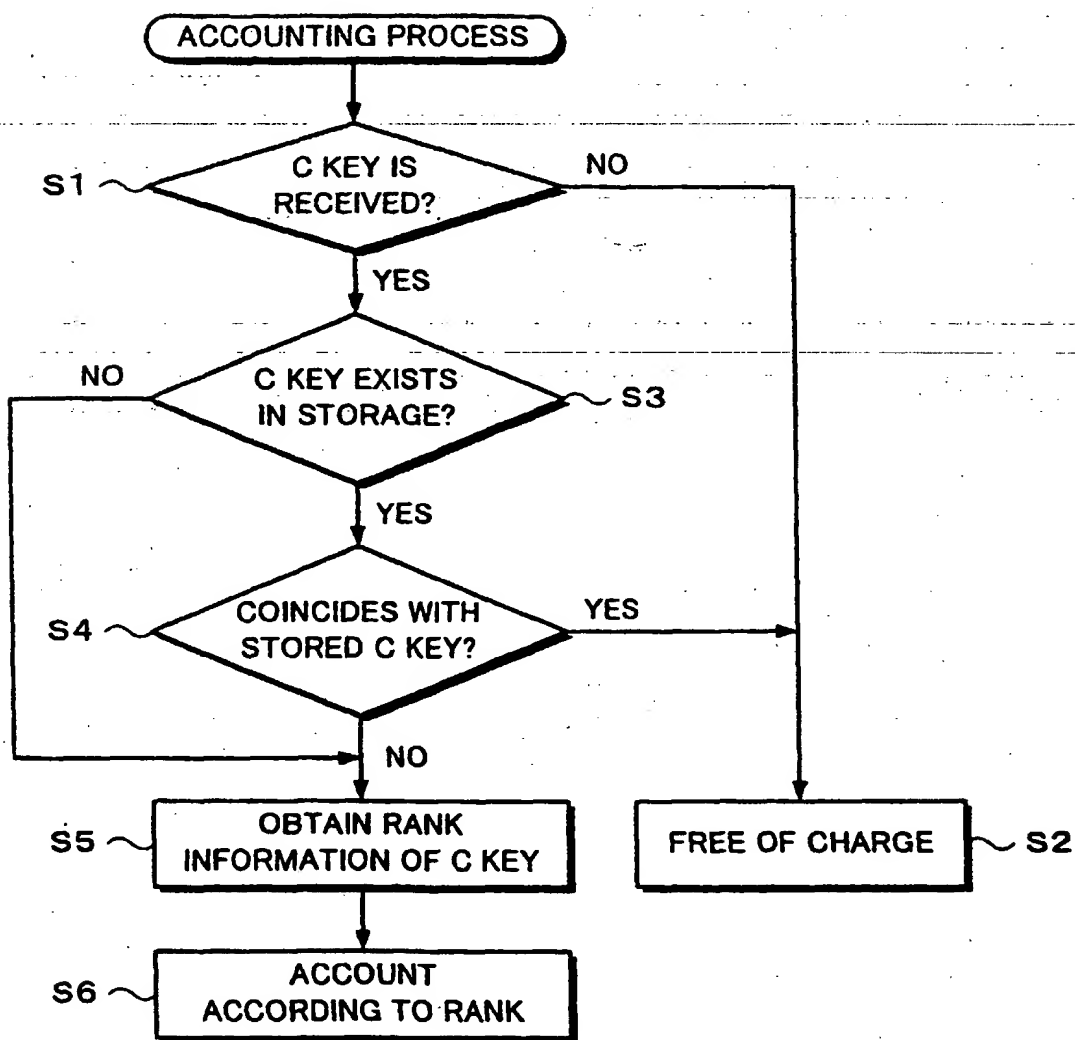 ACCOUNTING PROCESS
S1
C KEY IS
RECEIVED?
NO
YES
NO
C KEY EXISTS
IN STORAGE?
S3
YES
S4
COINCIDES WITH
STORED C KEY?
YES
NO
S5
OBTAIN RANK
INFORMATION OF C KEY
FREE OF CHARGE
S2
S6
ACCOUNT
ACCORDING TO RANK